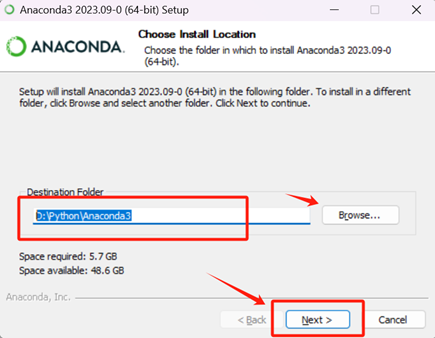 Anaconda3 2023.09-0 (64-bit) Setup
ANACONDA.
Choose Install Location
Choose the folder in which to install Anaconda3 2023.09-0
(64-bit).
Setup will install Anaconda3 2023.09-0 (64-bit) in the following folder. To install in a different
folder, click Browse and select another folder. Click Next to continue.
Destination Folder
D:\Python\Anaconda3
Browse...
Space required: 5.7 GB
Space available: 48.6 GB
Anaconda, Inc.
< Back
Next >
Cancel